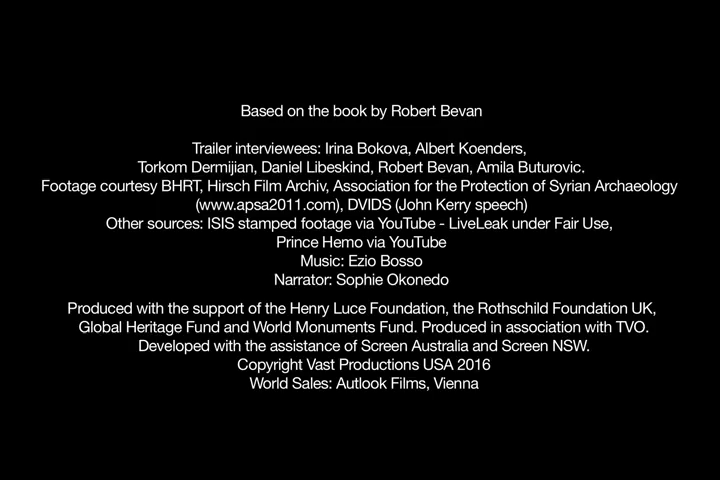 Based on the book by Robert Bevan
Trailer interviewees: Irina Bokova, Albert Koenders,
Torkom Dermijian, Daniel Libeskind, Robert Bevan, Amila Buturovic.
Footage courtesy BHRT, Hirsch Film Archiv, Association for the Protection of Syrian Archaeology
(www.apsa2011.com), DVIDS (John Kerry speech)
Other sources: ISIS stamped footage via YouTube - LiveLeak under Fair Use,
Prince Hemo via YouTube
Music: Ezio Bosso
Narrator: Sophie Okonedo
Produced with the support of the Henry Luce Foundation, the Rothschild Foundation UK,
Global Heritage Fund and World Monuments Fund. Produced in association with TVO.
Developed with the assistance of Screen Australia and Screen NSW.
Copyright Vast Productions USA 2016
World Sales: Autlook Films, Vienna